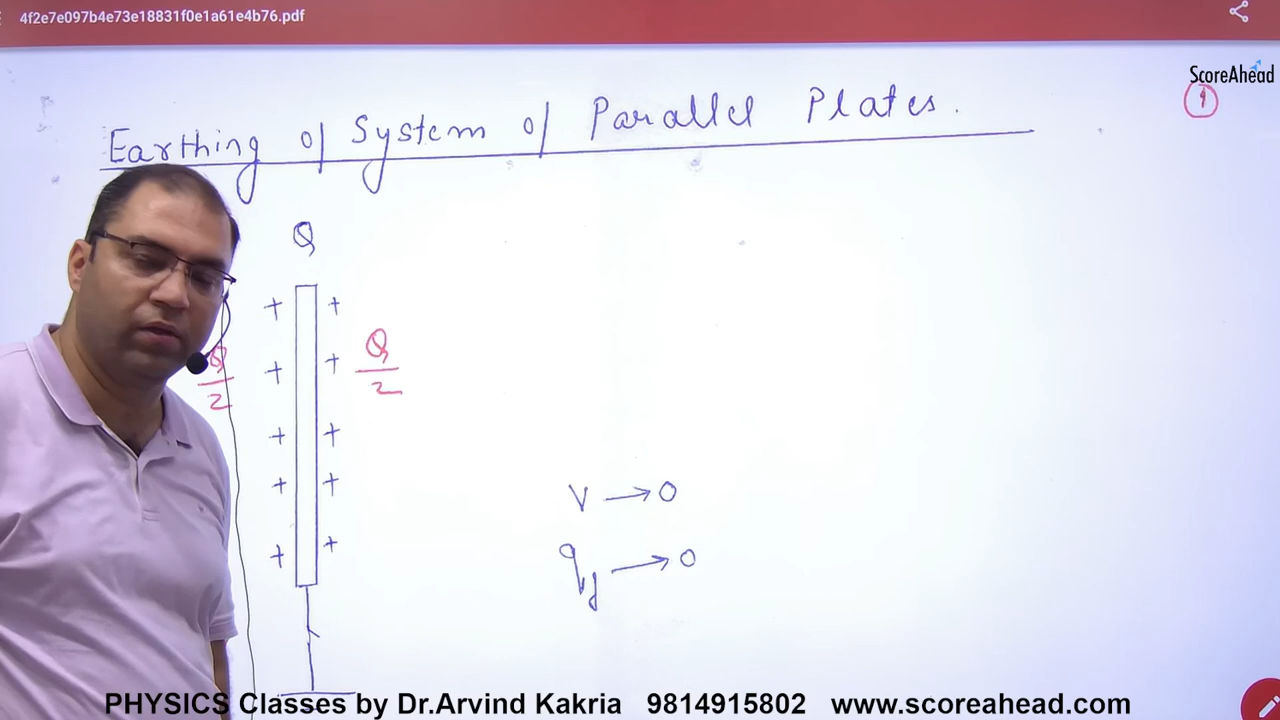 4f2e7e097b4e73e18831f0e1a61e4b76.pdf
ScoreAhead
1
Earthing of System of Parallel Plates.
Q
+ +
+ +
+ +
+ +
+ +
Q/2
Q/2
V → 0
q → 0
PHYSICS Classes by Dr.Arvind Kakria 9814915802 www.scoreahead.com